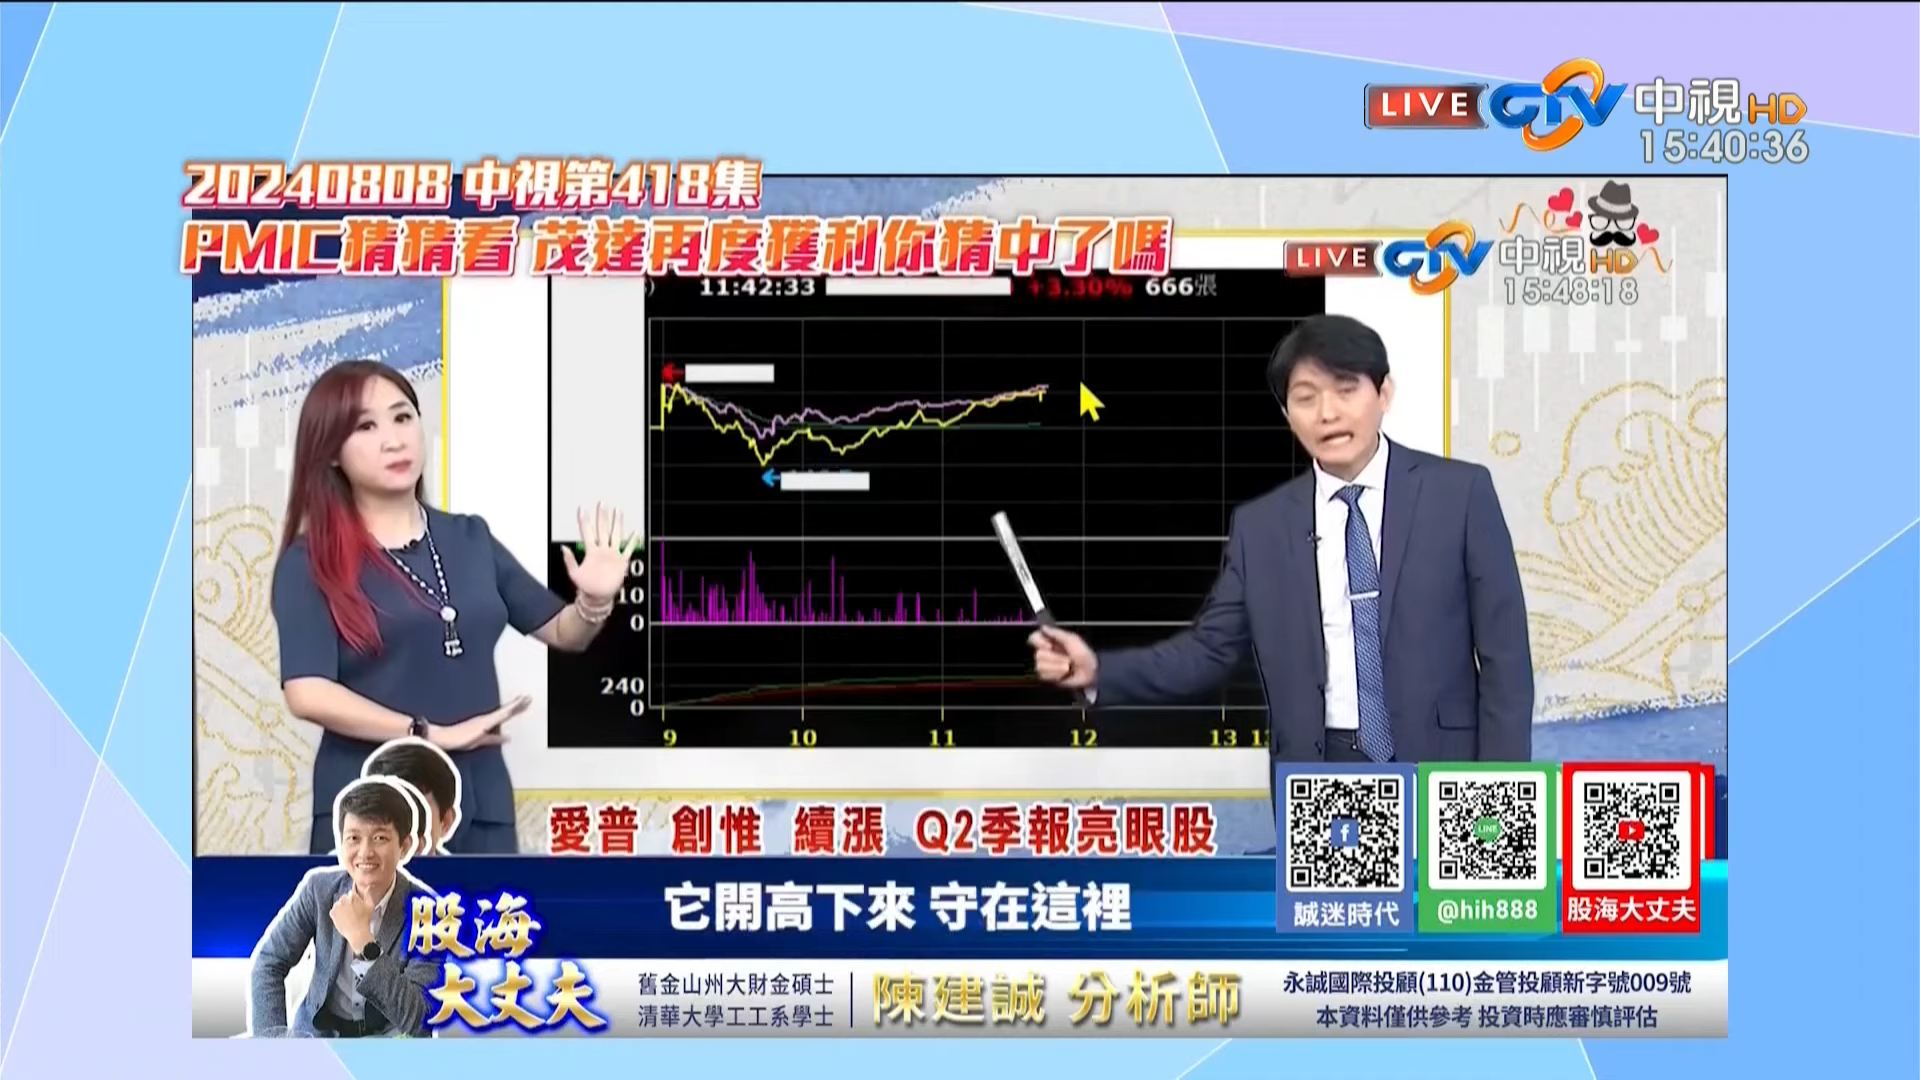 LIVE CTV 中視HD
15:40:36
20240808 中視第418集
PMIC猜猜看 茂達再度獲利你猜中了嗎
LIVE CTV 中視HD
15:48:18
11:42:33 +3.30% 666張
0
10
0
240
0
9 10 11 12 13
愛普 創惟 續漲 Q2季報亮眼股
它開高下來 守在這裡
誠迷時代
LINE
@hih888
股海大丈夫
股海
大丈夫
舊金山州大財金碩士
清華大學工工系學士
陳建誠 分析師
永誠國際投顧(110)金管投顧新字號009號
本資料僅供參考 投資時應審慎評估